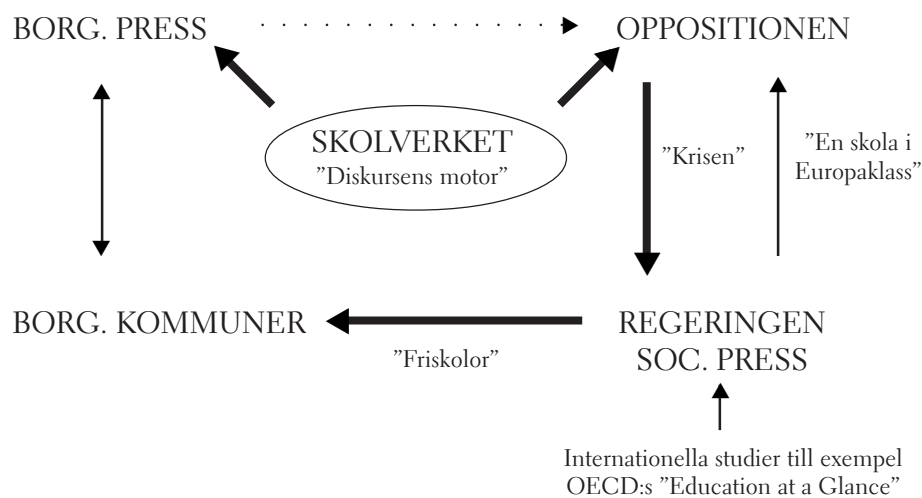 BORG. PRESS
OPPOSITIONEN
SKOLVERKET
”Diskursens motor”
”Krisen”
”En skola i
Europaklass”
BORG. KOMMUNER
”Friskolor”
REGERINGEN
SOC. PRESS
Internationella studier till exempel
OECD:s ”Education at a Glance”